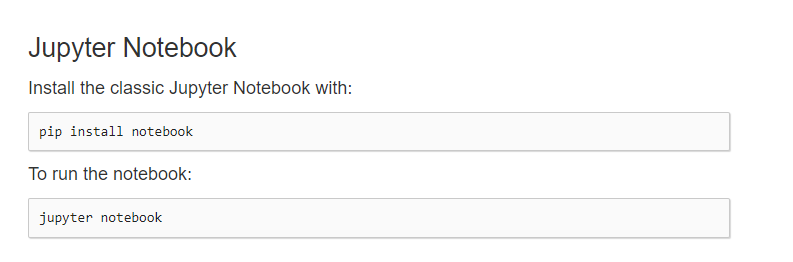 Jupyter Notebook
Install the classic Jupyter Notebook with:
pip install notebook
To run the notebook:
jupyter notebook